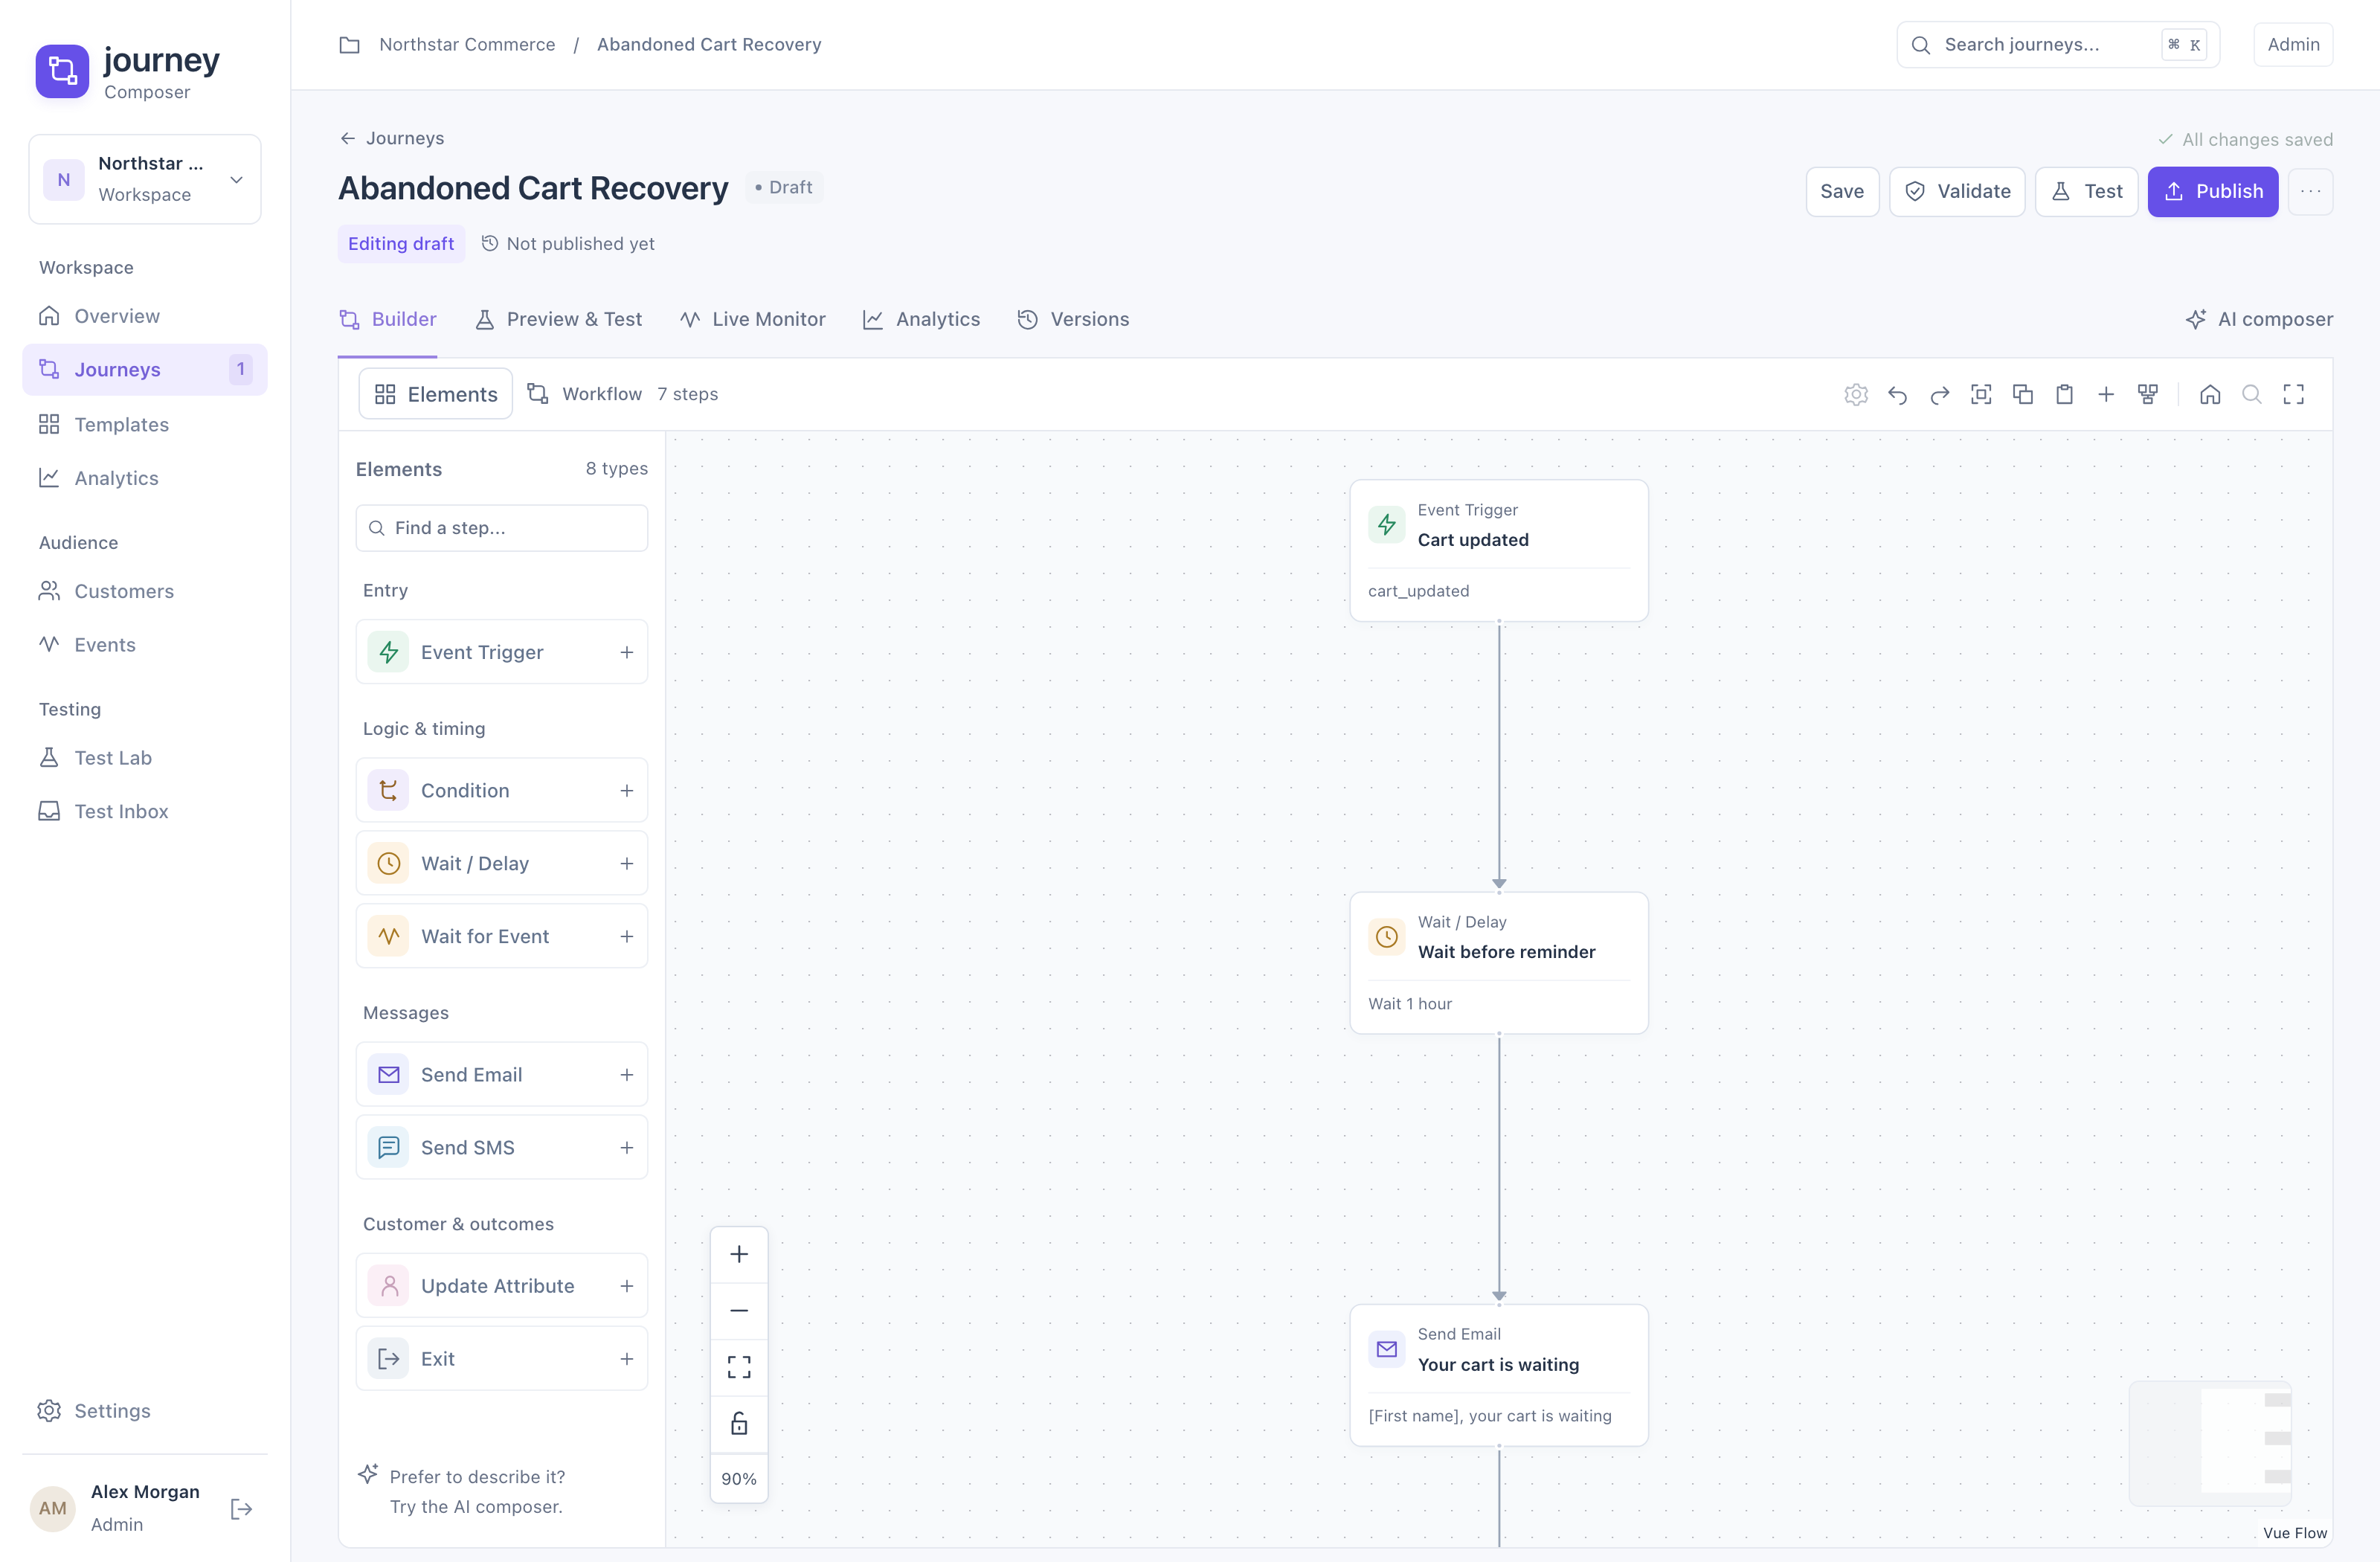 journey
Composer
N
Northstar ...
Workspace
Workspace
Overview
Journeys 1
Templates
Analytics
Audience
Customers
Events
Testing
Test Lab
Test Inbox
Settings
AM
Alex Morgan
Admin
Northstar Commerce / Abandoned Cart Recovery
Search journeys... ⌘ K
Admin
← Journeys
All changes saved
Abandoned Cart Recovery
• Draft
Save
Validate
Test
Publish
...
Editing draft
Not published yet
Builder
Preview & Test
Live Monitor
Analytics
Versions
AI composer
Elements
Workflow 7 steps
Elements 8 types
Find a step...
Entry
Event Trigger +
Logic & timing
Condition +
Wait / Delay +
Wait for Event +
Messages
Send Email +
Send SMS +
Customer & outcomes
Update Attribute +
Exit +
Prefer to describe it?
Try the AI composer.
Event Trigger
Cart updated
cart_updated
Wait / Delay
Wait before reminder
Wait 1 hour
Send Email
Your cart is waiting
[First name], your cart is waiting
90%
Vue Flow